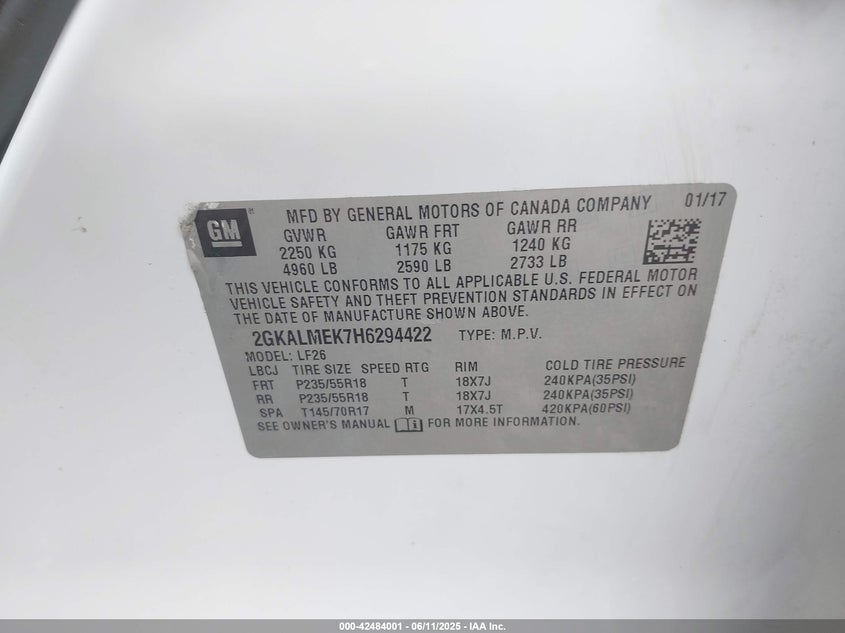 GM
MFD BY GENERAL MOTORS OF CANADA COMPANY 01/17
GVWR GAWR FRT GAWR RR
2250 KG 1175 KG 1240 KG
4960 LB 2590 LB 2733 LB
THIS VEHICLE CONFORMS TO ALL APPLICABLE U.S. FEDERAL MOTOR
VEHICLE SAFETY AND THEFT PREVENTION STANDARDS IN EFFECT ON
THE DATE OF MANUFACTURE SHOWN ABOVE.
2GKALMEK7H6294422 TYPE: M.P.V.
MODEL: LF26
LBCJ TIRE SIZE SPEED RTG RIM COLD TIRE PRESSURE
FRT P235/55R18 T 18X7J 240KPA(35PSI)
RR P235/55R18 T 18X7J 240KPA(35PSI)
SPA T145/70R17 M 17X4.5T 420KPA(60PSI)
SEE OWNER'S MANUAL FOR MORE INFORMATION.
000-42484001 - 06/11/2025 - IAA Inc.